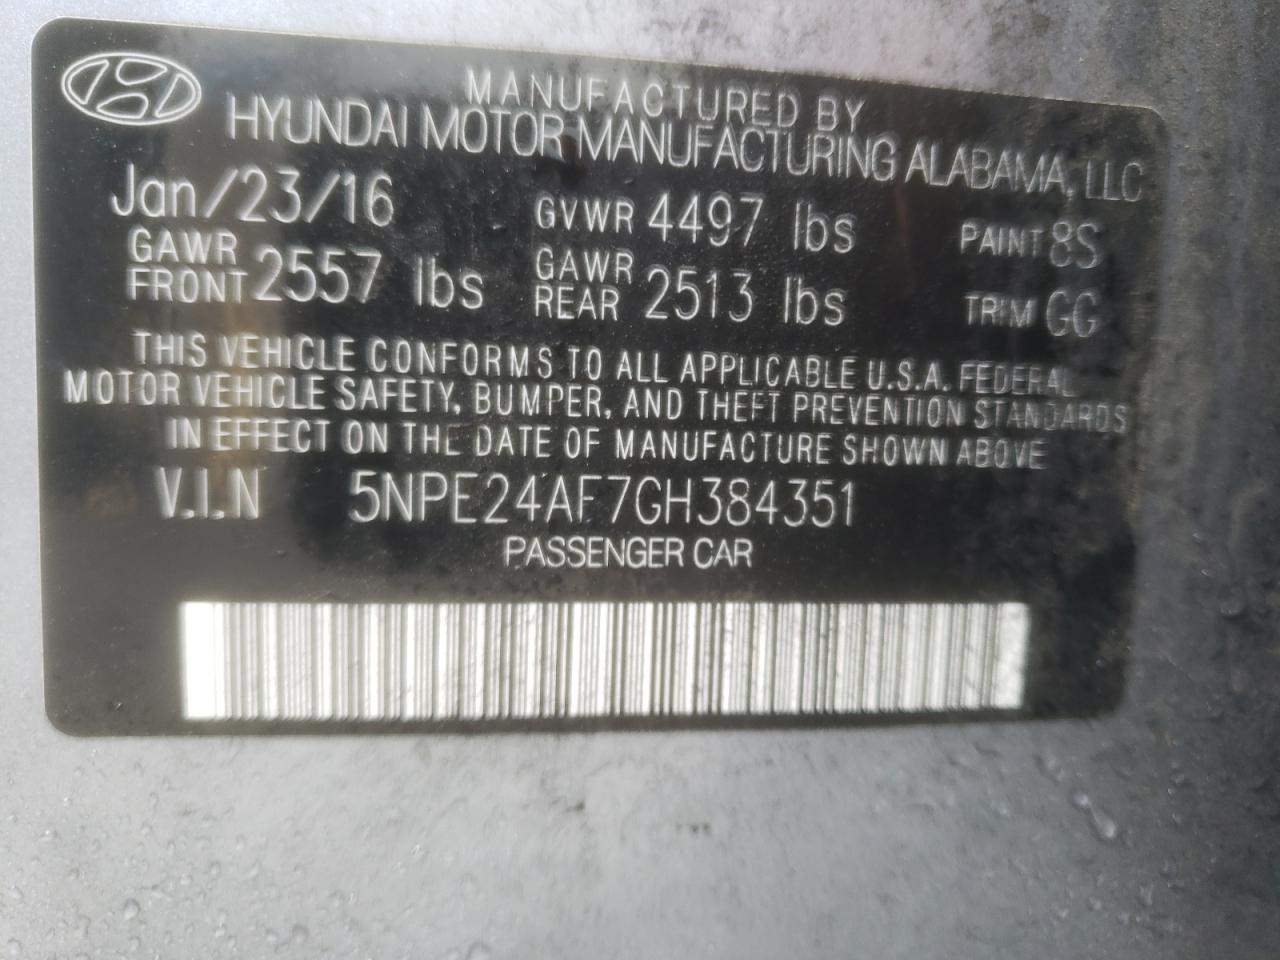 MANUFACTURED BY
HYUNDAI MOTOR MANUFACTURING ALABAMA, LLC
Jan/23/16 GVWR 4497 lbs PAINT 8S
GAWR FRONT 2557 lbs GAWR REAR 2513 lbs TRIM GG
THIS VEHICLE CONFORMS TO ALL APPLICABLE U.S.A. FEDERAL
MOTOR VEHICLE SAFETY, BUMPER, AND THEFT PREVENTION STANDARDS
IN EFFECT ON THE DATE OF MANUFACTURE SHOWN ABOVE
V.I.N 5NPE24AF7GH384351
PASSENGER CAR